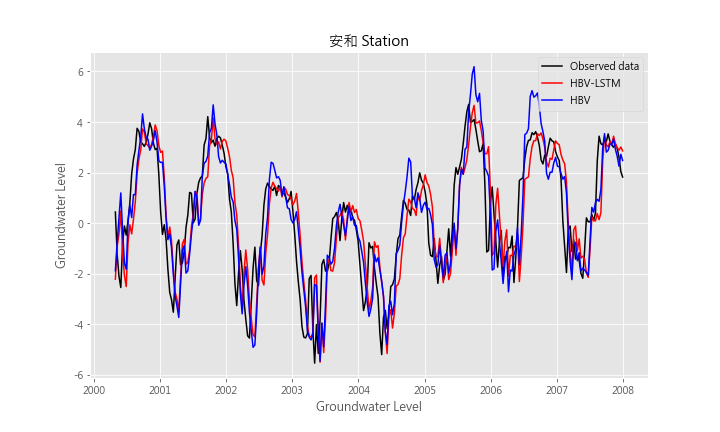 安和 Station
Observed data
HBV-LSTM
HBV
Groundwater Level
6
4
2
0
-2
-4
-6
2000 2001 2002 2003 2004 2005 2006 2007 2008
Groundwater Level